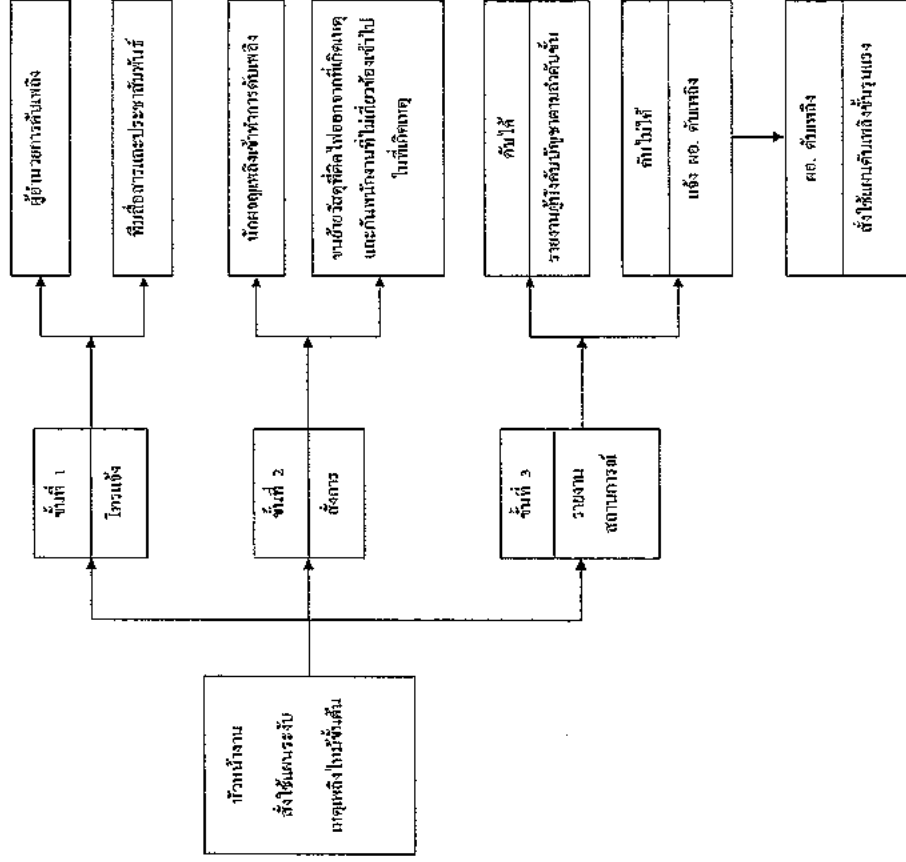 หัวหน้างาน
สั่งใช้แผนระงับ
เหตุเพลิงไหม้ขั้นต้น
ขั้นที่ 1
โทรแจ้ง
ผู้อำนวยการดับเพลิง
ทีมสื่อสารและประชาสัมพันธ์
ขั้นที่ 2
สั่งการ
นักผจญเพลิงเข้าทำการดับเพลิง
ขนย้ายวัสดุที่ติดไฟออกจากที่เกิดเหตุ
และกันพนักงานที่ไม่เกี่ยวข้องเข้าไป
ในที่เกิดเหตุ
ขั้นที่ 3
รายงาน
สถานการณ์
ดับได้
รายงานผู้บังคับบัญชาตามลำดับชั้น
ดับไม่ได้
แจ้ง ผอ. ดับเพลิง
ผอ. ดับเพลิง
สั่งใช้แผนดับเพลิงขั้นรุนแรง